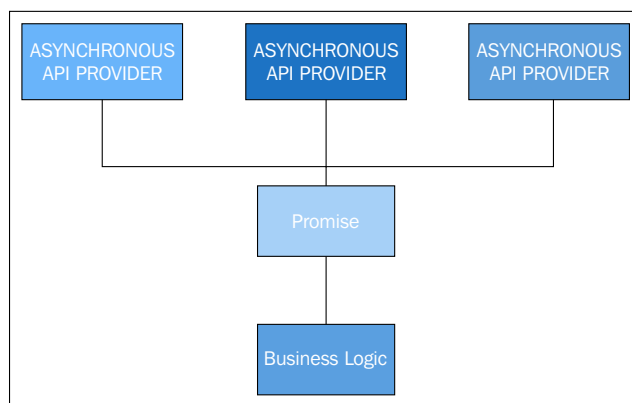 ASYNCHRONOUS
API PROVIDER
ASYNCHRONOUS
API PROVIDER
ASYNCHRONOUS
API PROVIDER
Promise
Business Logic